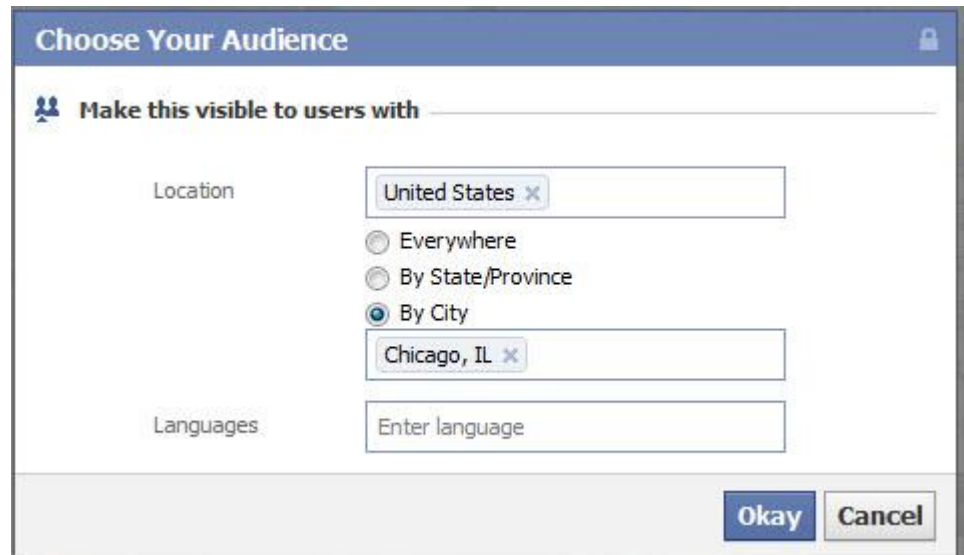 Choose Your Audience
Make this visible to users with
Location
United States
Everywhere
By State/Province
By City
Chicago, IL
Languages
Enter language
Okay
Cancel